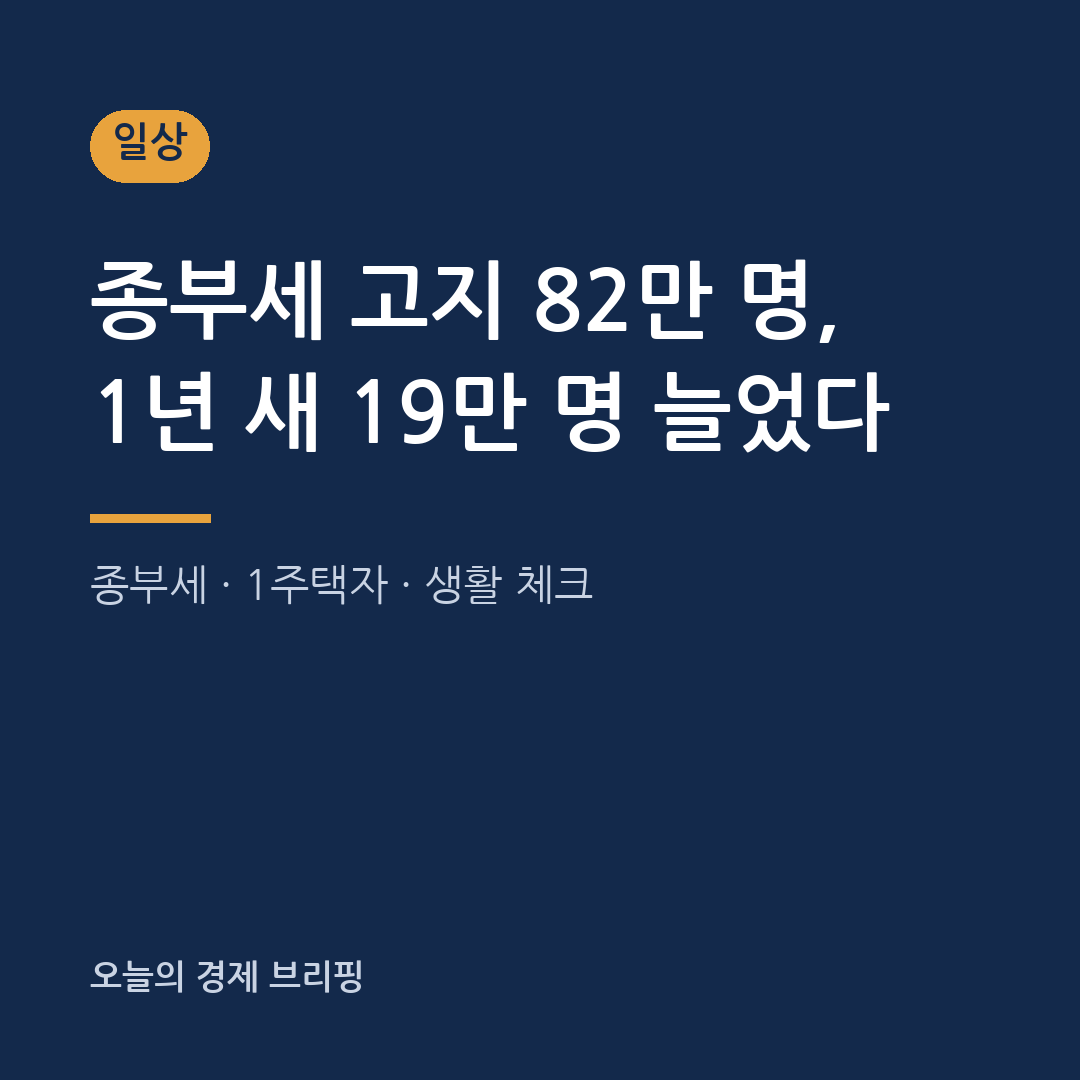 일상
종부세 고지 82만 명,
1년 새 19만 명 늘었다
종부세 · 1주택자 · 생활 체크
오늘의 경제 브리핑